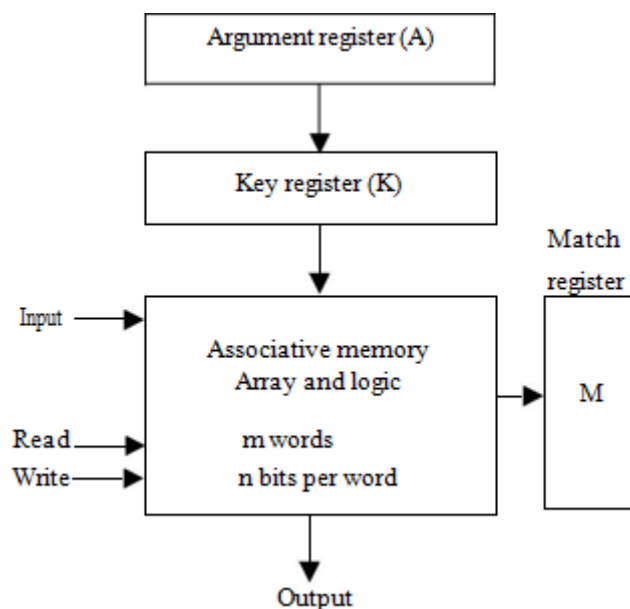 Argument register (A)
Key register (K)
Match
register
Input
Associative memory
Array and logic
M
Read
m words
Write
n bits per word
Output